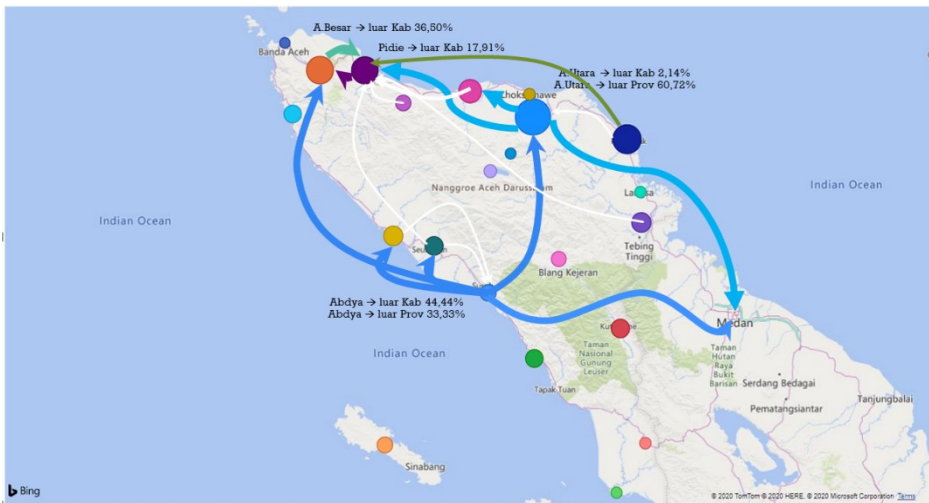 A.Besar → luar Kab 36,50%
Banda Aceh
Pidie → luar Kab 17,91%
A.Utara → luar Kab 2,14%
A.Utara → luar Prov 60,72%
Nanggroe Aceh Darussalam
Indian Ocean
Indian Ocean
Tebing
Tinggi
Blang Kejeran
Abdya → luar Kab 44,44%
Abdya → luar Prov 33,33%
Medan
Indian Ocean
Taman
Nasional
Gunung
Leuser
Taman
Hutan
Raya
Bukit
Barisan
Tapak Tuan
Serdang Bedagai
Tanjungbalai
Pematangsiantar
Sinabang
Bing
© 2020 TomTom © 2020 HERE, © 2020 Microsoft Corporation Terms